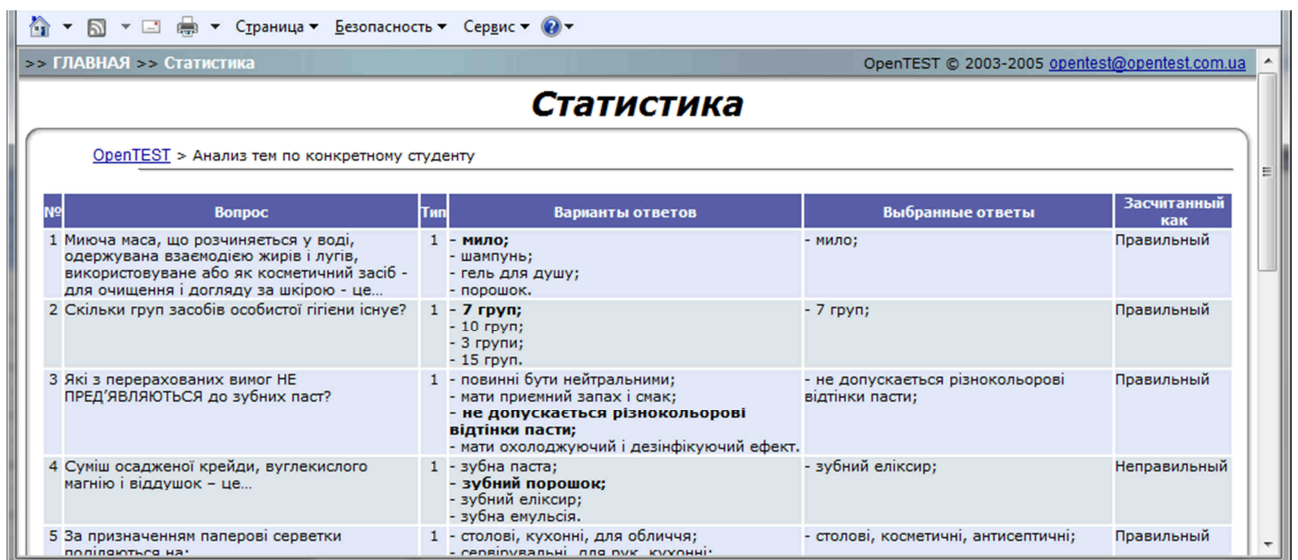 Страница Безопасность Сервис
>> ГЛАВНАЯ >> Статистика OpenTEST © 2003-2005 opentest@opentest.com.ua
Статистика
OpenTEST > Анализ тем по конкретному студенту
№ Вопрос Тип Варианты ответов Выбранные ответы Засчитанный как
1 Миюча маса, що розчиняється у воді,
одержувана взаємодією жирів і лугів,
використовуване або як косметичний засіб -
для очищення і догляду за шкірою - це...
1
- мило;
- шампунь;
- гель для душу;
- порошок.
- мило;
Правильный
2 Скільки груп засобів особистої гігієни існує?
1
- 7 груп;
- 10 груп;
- 3 групи;
- 15 груп.
- 7 груп;
Правильный
3 Які з перерахованих вимог НЕ
ПРЕД'ЯВЛЯЮТЬСЯ до зубних паст?
1
- повинні бути нейтральними;
- мати приємний запах і смак;
- не допускається різнокольорові
відтінки пасти;
- мати охолоджуючий і дезінфікуючий ефект.
- не допускається різнокольорові
відтінки пасти;
Правильный
4 Суміш осадженої крейди, вуглекислого
магнію і віддушок – це...
1
- зубна паста;
- зубний порошок;
- зубний еліксир;
- зубна емульсія.
- зубний еліксир;
Неправильный
5 За призначенням паперові серветки
поділяються на:
1
- столові, кухонні, для обличчя;
- сервірувальні, для рук, кухонні;
- столові, косметичні, антисептичні;
Правильный